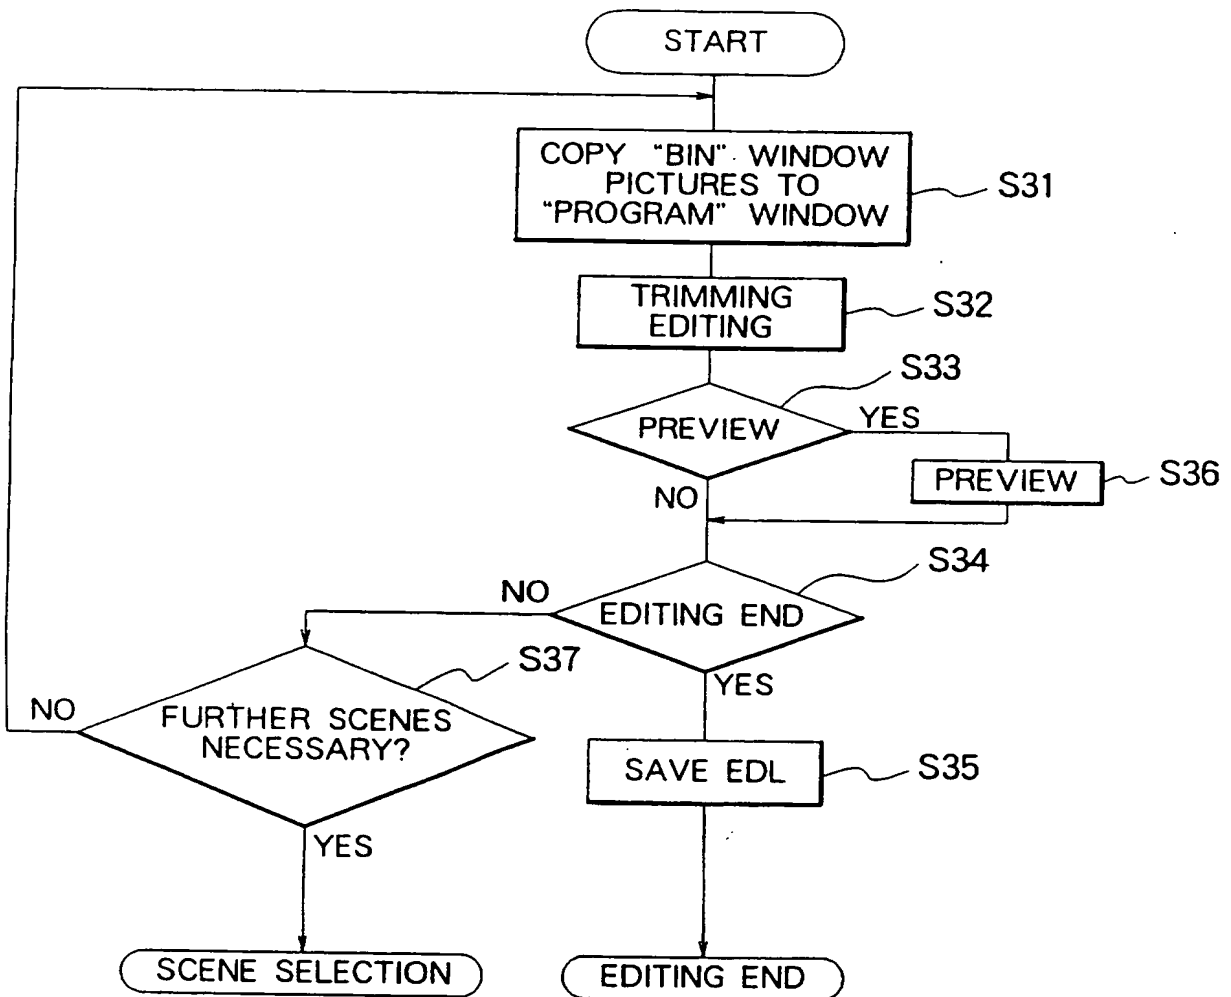 START
COPY "BIN" WINDOW
PICTURES TO
"PROGRAM" WINDOW
S31
TRIMMING
EDITING
S32
S33
PREVIEW
YES
PREVIEW
S36
NO
S34
NO
EDITING END
S37
YES
NO
FURTHER SCENES
NECESSARY?
SAVE EDL
S35
YES
SCENE SELECTION
EDITING END